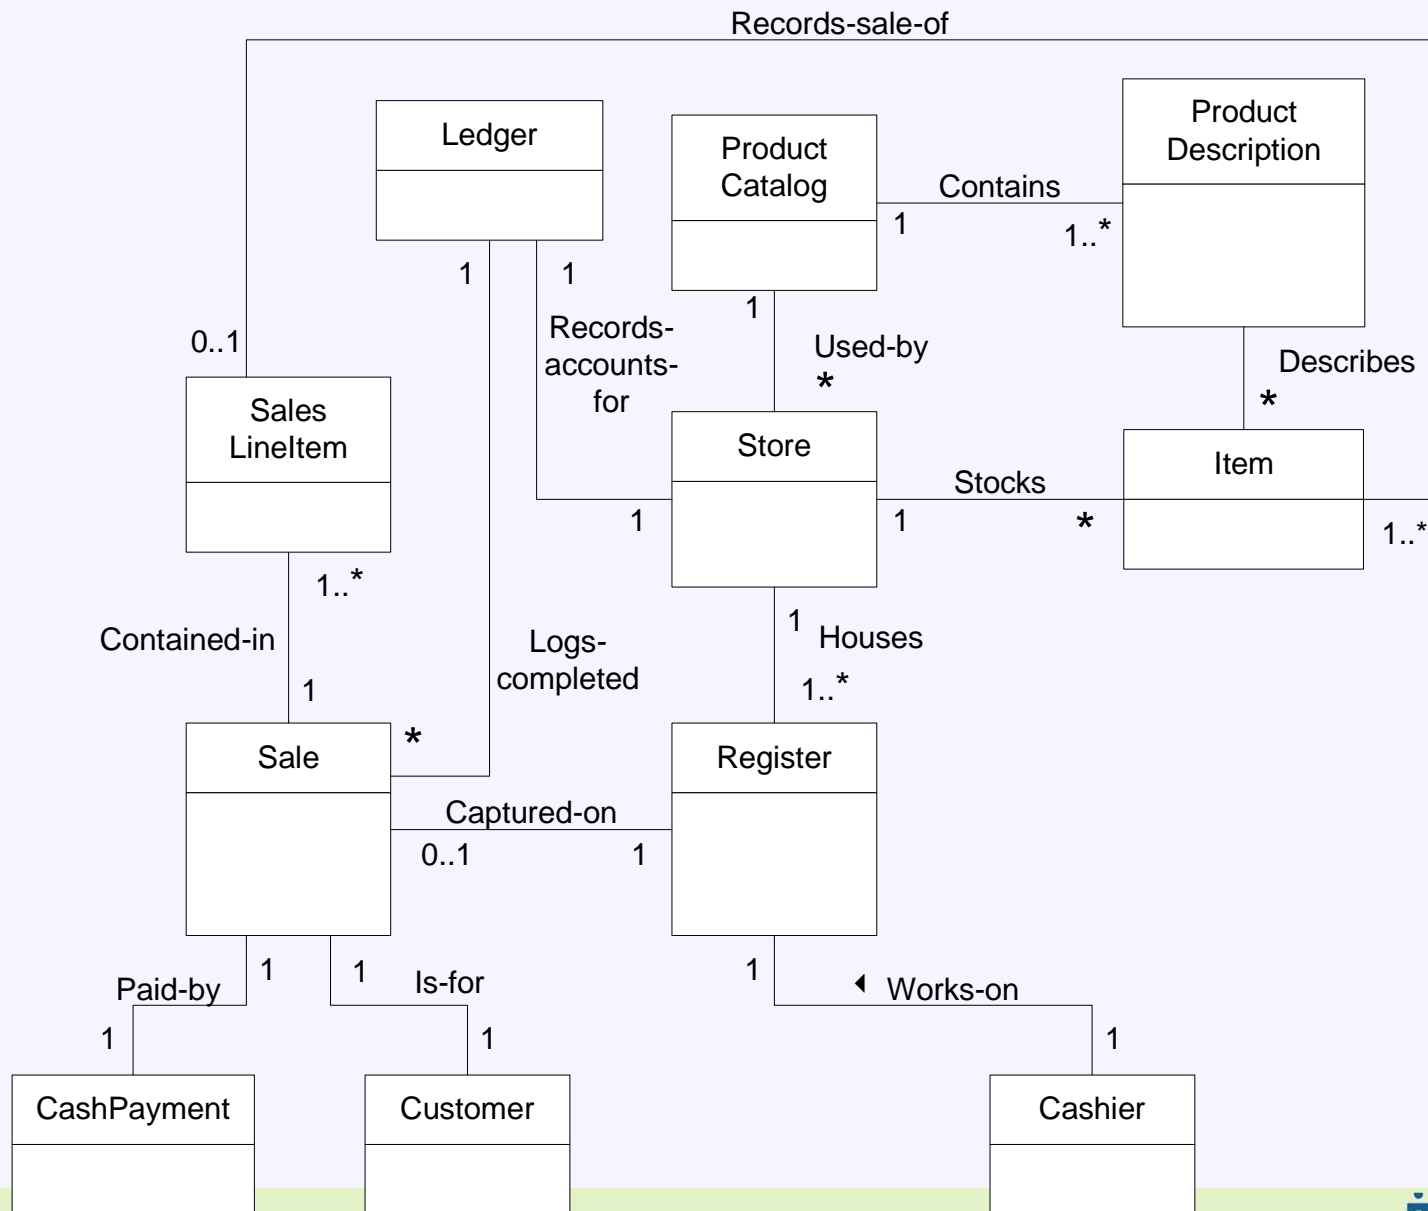 Records-sale-of
Ledger
Product
Catalog
Product
Description
Contains
1
1..*
1
1
1
Records-
accounts-
for
Used-by
*
0..1
Describes
*
Sales
LineItem
Store
Item
Stocks
1
1
*
1..*
1..*
Contained-in
1
Logs-
completed
1
Houses
1..*
*
Sale
Register
Captured-on
0..1
1
1
1
Paid-by
Is-for
1
Works-on
1
1
1
CashPayment
Customer
Cashier